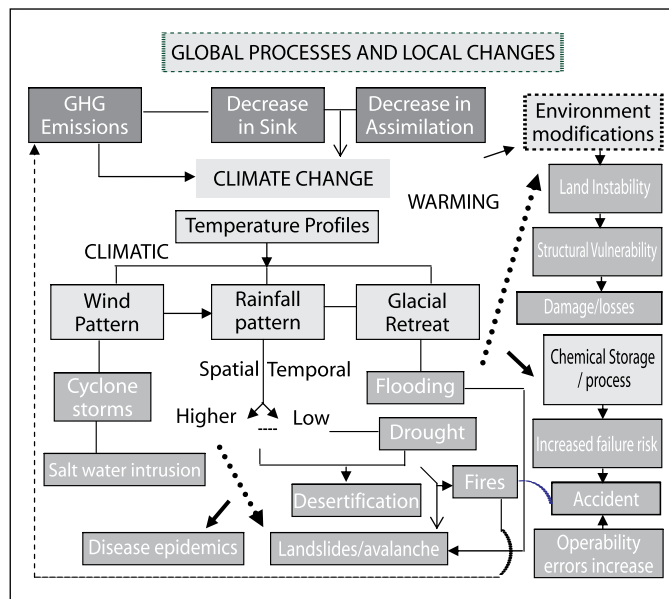 GLOBAL PROCESSES AND LOCAL CHANGES
GHG
Emissions
Decrease
in Sink
Decrease in
Assimilation
Environment
modifications
CLIMATE CHANGE
WARMING
Land Instability
Temperature Profiles
CLIMATIC
Structural Vulnerability
Wind
Pattern
Rainfall
pattern
Glacial
Retreat
Damage/losses
Chemical Storage
/ process
Spatial
Temporal
Cyclone
storms
Flooding
Higher
Low
----
Drought
Increased failure risk
Salt water intrusion
Desertification
Fires
Accident
Disease epidemics
Landslides/avalanche
Operability
errors increase